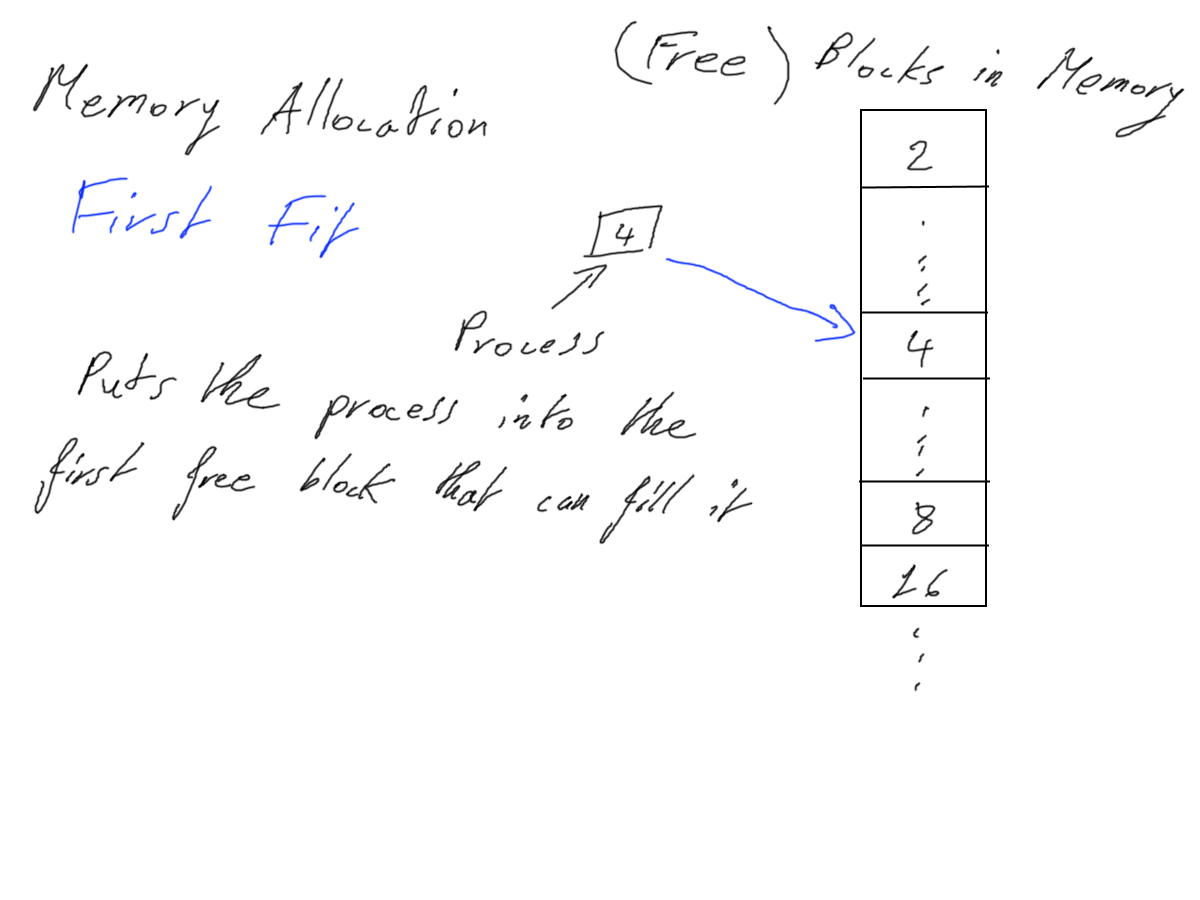 (Free) Blocks in Memory
Memory Allocation
First Fit
2
4
Process
4
Puts the process into the
first free block that can fill it
8
16